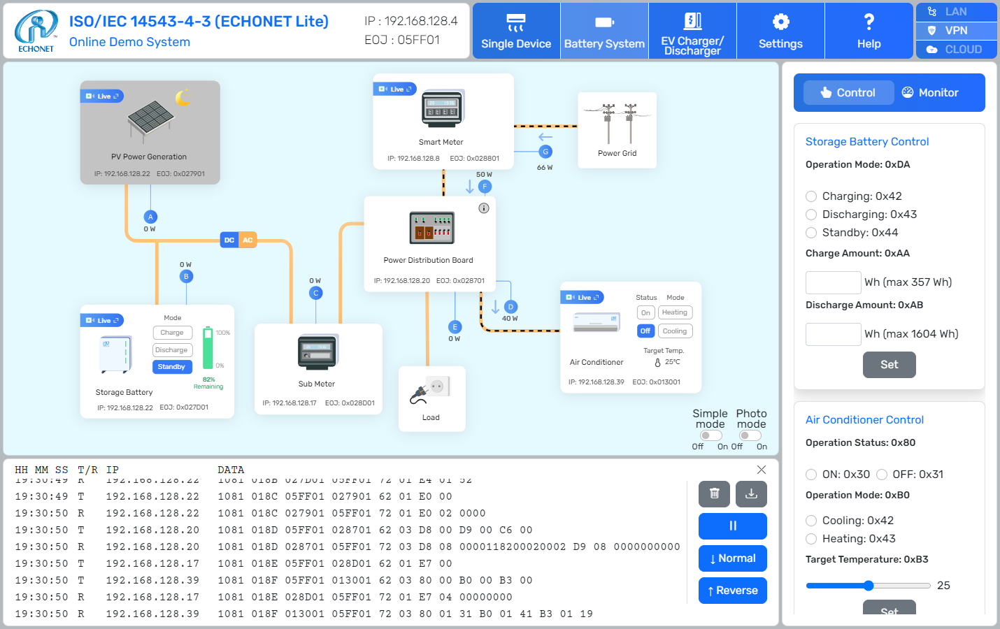 ECHONET
ISO/IEC 14543-4-3 (ECHONET Lite)
Online Demo System
IP : 192.168.128.4
EOJ : 05FF01
Single Device
Battery System
EV Charger/
Discharger
Settings
Help
LAN
VPN
CLOUD
Live
PV Power Generation
IP: 192.168.128.22 EOJ: 0x027901
Live
Smart Meter
IP: 192.168.128.8 EOJ: 0x028801
Power Grid
G
66 W
50 W
F
A
0 W
DC AC
Power Distribution Board
IP: 192.168.128.20 EOJ: 0x028701
0 W
B
0 W
C
D
40 W
E
0 W
Live
Mode
Charge
Discharge
Standby
100%
0%
82%
Remaining
Storage Battery
IP: 192.168.128.22 EOJ: 0x027D01
Sub Meter
IP: 192.168.128.17 EOJ: 0x028D01
Load
Live
Status Mode
On Heating
Off Cooling
Target Temp.
25°C
Air Conditioner
IP: 192.168.128.39 EOJ: 0x013001
Simple
mode
Off On
Photo
mode
Off On
HH MM SS T/R IP DATA
19:30:49 R 192.168.128.22 1081 018B 027D01 05FF01 72 01 E4 01 52
19:30:49 T 192.168.128.22 1081 018C 05FF01 027901 62 01 E0 00
19:30:50 R 192.168.128.22 1081 018C 027901 05FF01 72 01 E0 02 0000
19:30:50 T 192.168.128.20 1081 018D 05FF01 028701 62 03 D8 00 D9 00 C6 00
19:30:50 R 192.168.128.20 1081 018D 028701 05FF01 72 03 D8 08 0000118200020002 D9 08 0000000000
19:30:50 T 192.168.128.17 1081 018E 05FF01 028D01 62 01 E7 00
19:30:50 T 192.168.128.39 1081 018F 05FF01 013001 62 03 80 00 B0 00 B3 00
19:30:50 R 192.168.128.17 1081 018E 028D01 05FF01 72 01 E7 04 00000000
19:30:50 R 192.168.128.39 1081 018F 013001 05FF01 72 03 80 01 31 B0 01 41 B3 01 19
↓ Normal
↑ Reverse
Control
Monitor
Storage Battery Control
Operation Mode: 0xDA
Charging: 0x42
Discharging: 0x43
Standby: 0x44
Charge Amount: 0xAA
Wh (max 357 Wh)
Discharge Amount: 0xAB
Wh (max 1604 Wh)
Set
Air Conditioner Control
Operation Status: 0x80
ON: 0x30 OFF: 0x31
Operation Mode: 0xB0
Cooling: 0x42
Heating: 0x43
Target Temperature: 0xB3
25
Set